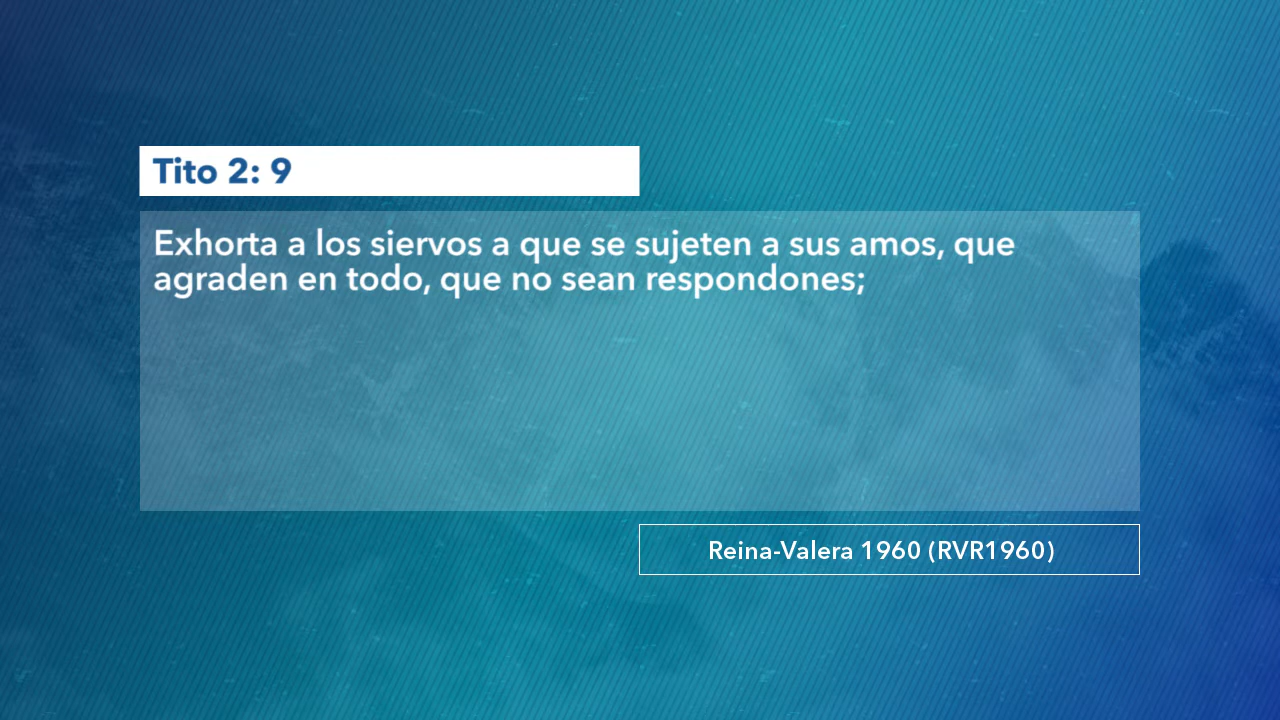 Tito 2: 9
Exhorta a los siervos a que se sujeten a sus amos, que
agraden en todo, que no sean respondones;
Reina-Valera 1960 (RVR1960)